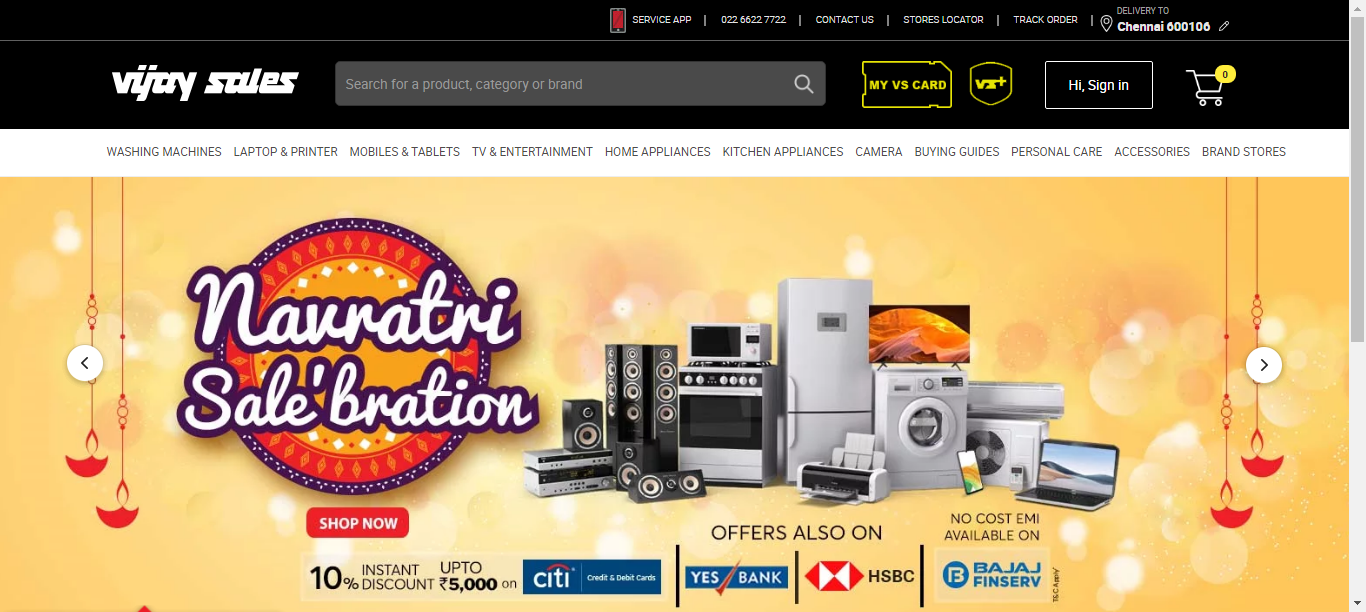 SERVICE APP | 022 6622 7722 | CONTACT US | STORES LOCATOR | TRACK ORDER |
DELIVERY TO
Chennai 600106
vijay sales
Search for a product, category or brand
MY VS CARD
VS+
Hi, Sign in
0
WASHING MACHINES LAPTOP & PRINTER MOBILES & TABLETS TV & ENTERTAINMENT HOME APPLIANCES KITCHEN APPLIANCES CAMERA BUYING GUIDES PERSONAL CARE ACCESSORIES BRAND STORES
Navratri
Sale'bration
SHOP NOW
10% INSTANT DISCOUNT UPTO ₹5,000 on
citi Credit & Debit Cards
OFFERS ALSO ON
YES BANK
HSBC
NO COST EMI
AVAILABLE ON
B BAJAJ
FINSERV
T&C Apply*